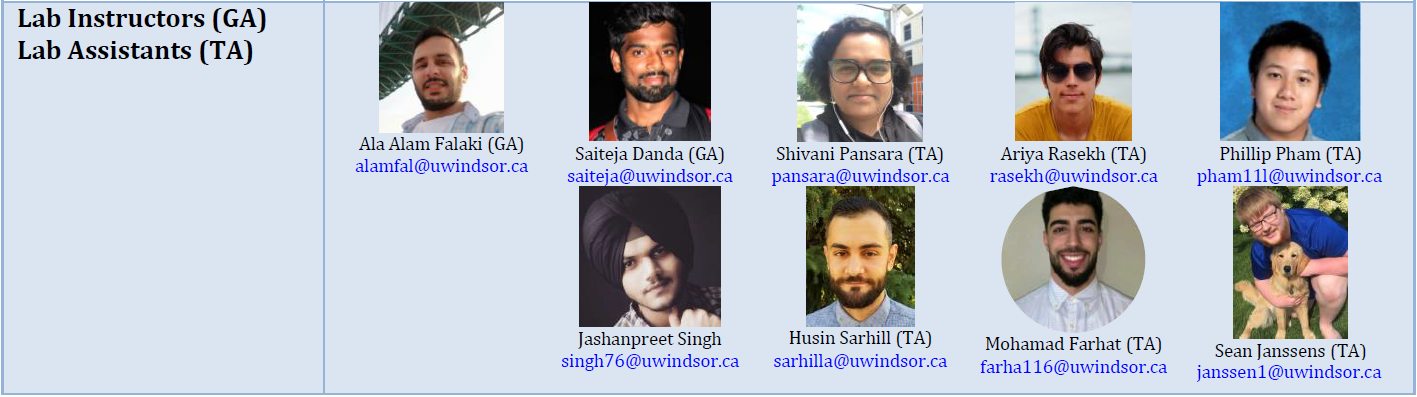 Lab Instructors (GA)
Lab Assistants (TA)
Ala Alam Falaki (GA)
alamfal@uwindsor.ca
Saiteja Danda (GA)
saiteja@uwindsor.ca
Shivani Pansara (TA)
pansara@uwindsor.ca
Ariya Rasekh (TA)
rasekh@uwindsor.ca
Phillip Pham (TA)
pham11l@uwindsor.ca
Jashanpreet Singh
singh76@uwindsor.ca
Husin Sarhill (TA)
sarhilla@uwindsor.ca
Mohamad Farhat (TA)
farha116@uwindsor.ca
Sean Janssens (TA)
janssen1@uwindsor.ca